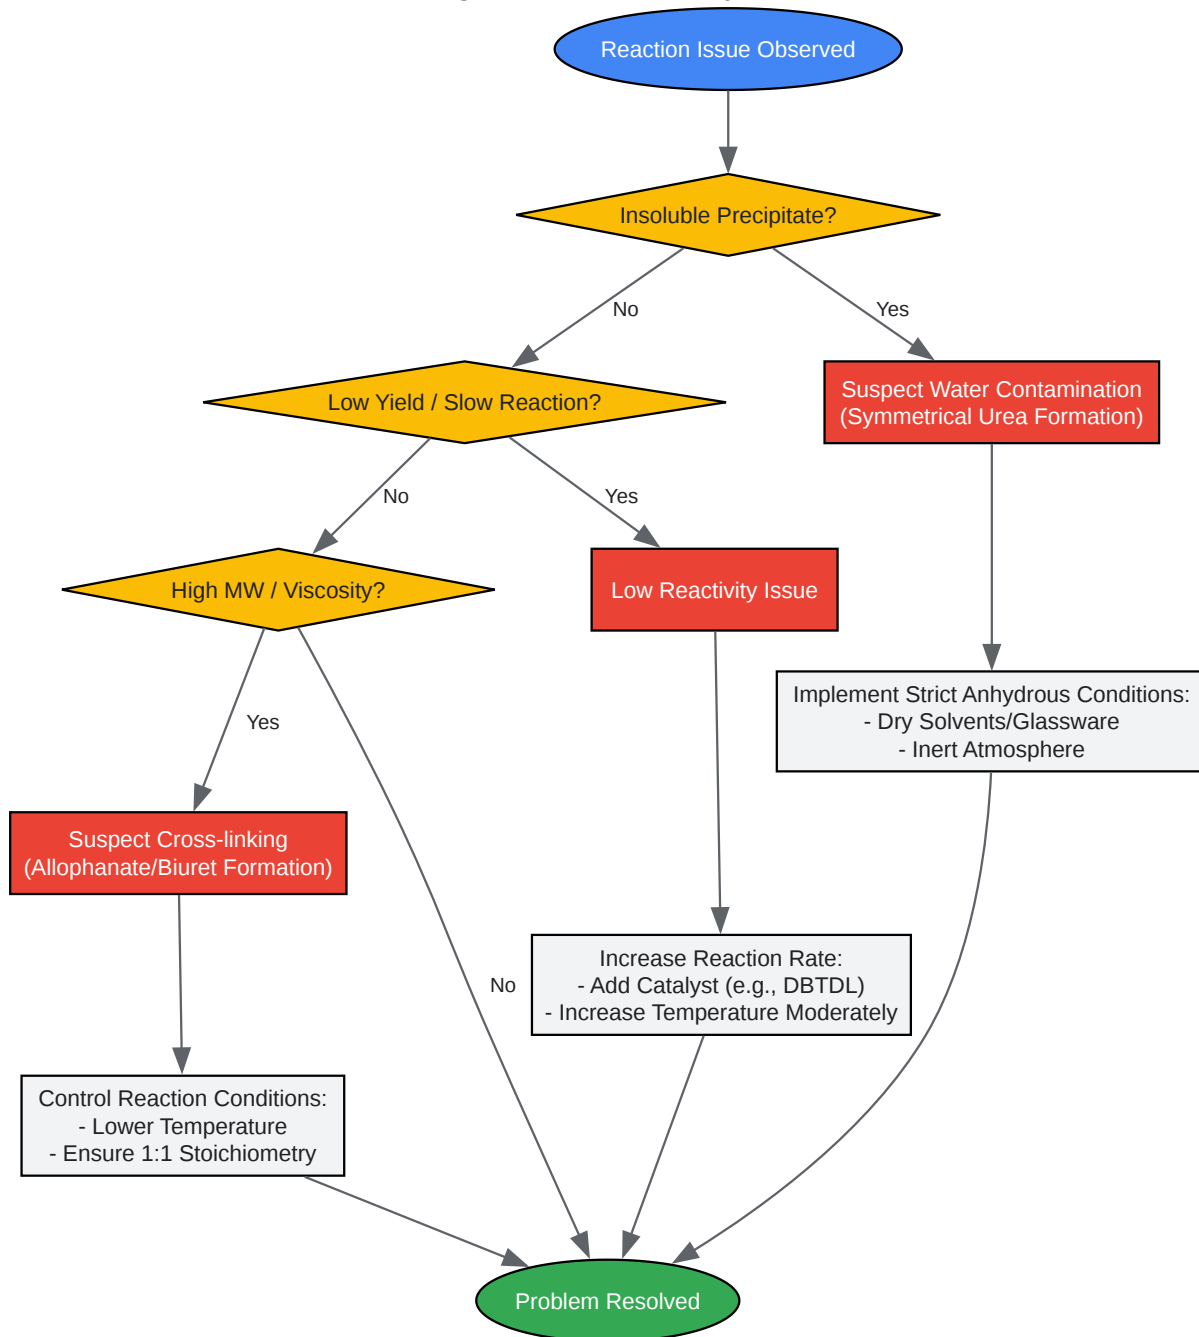 Reaction Issue Observed
Insoluble Precipitate?
No
Yes
Low Yield / Slow Reaction?
Suspect Water Contamination
(Symmetrical Urea Formation)
No
Yes
High MW / Viscosity?
Low Reactivity Issue
Implement Strict Anhydrous Conditions:
- Dry Solvents/Glassware
- Inert Atmosphere
Yes
Suspect Cross-linking
(Allophanate/Biuret Formation)
No
Increase Reaction Rate:
- Add Catalyst (e.g., DBTDL)
- Increase Temperature Moderately
Control Reaction Conditions:
- Lower Temperature
- Ensure 1:1 Stoichiometry
Problem Resolved